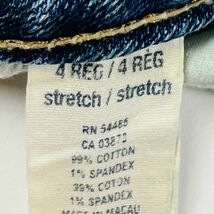 4 REG / 4 REG
stretch / stretch
RN 54485
CA 03873
99% COTTON
1% SPANDEX
39% COTON
1% SPANDEX
MADE IN MACAU